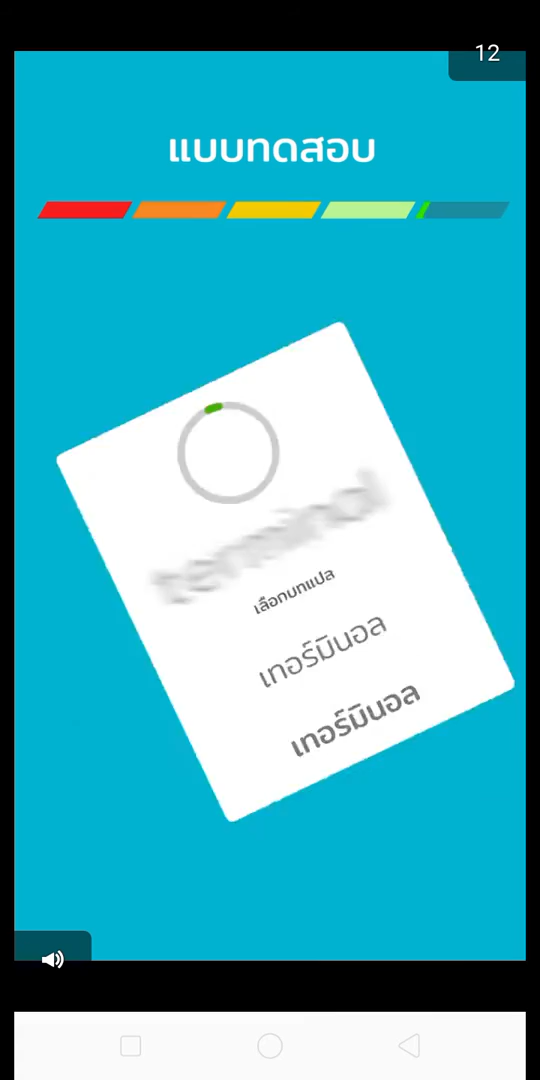 12
แบบทดสอบ
terminal
เลือกบทแปล
เทอร์มินอล
เทอร์มินอล